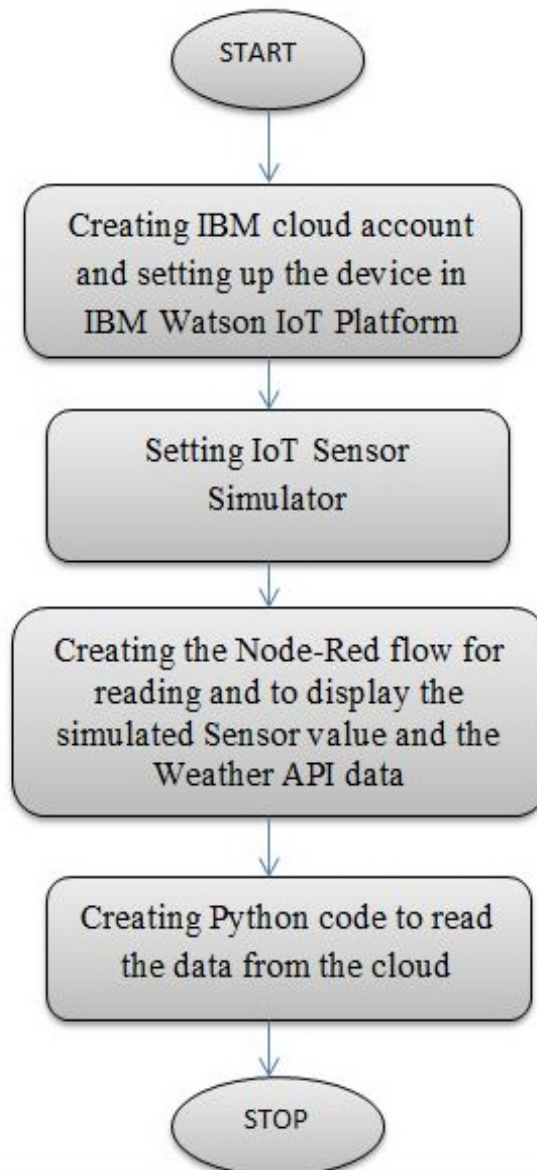 START
Creating IBM cloud account
and setting up the device in
IBM Watson IoT Platform
Setting IoT Sensor
Simulator
Creating the Node-Red flow for
reading and to display the
simulated Sensor value and the
Weather API data
Creating Python code to read
the data from the cloud
STOP